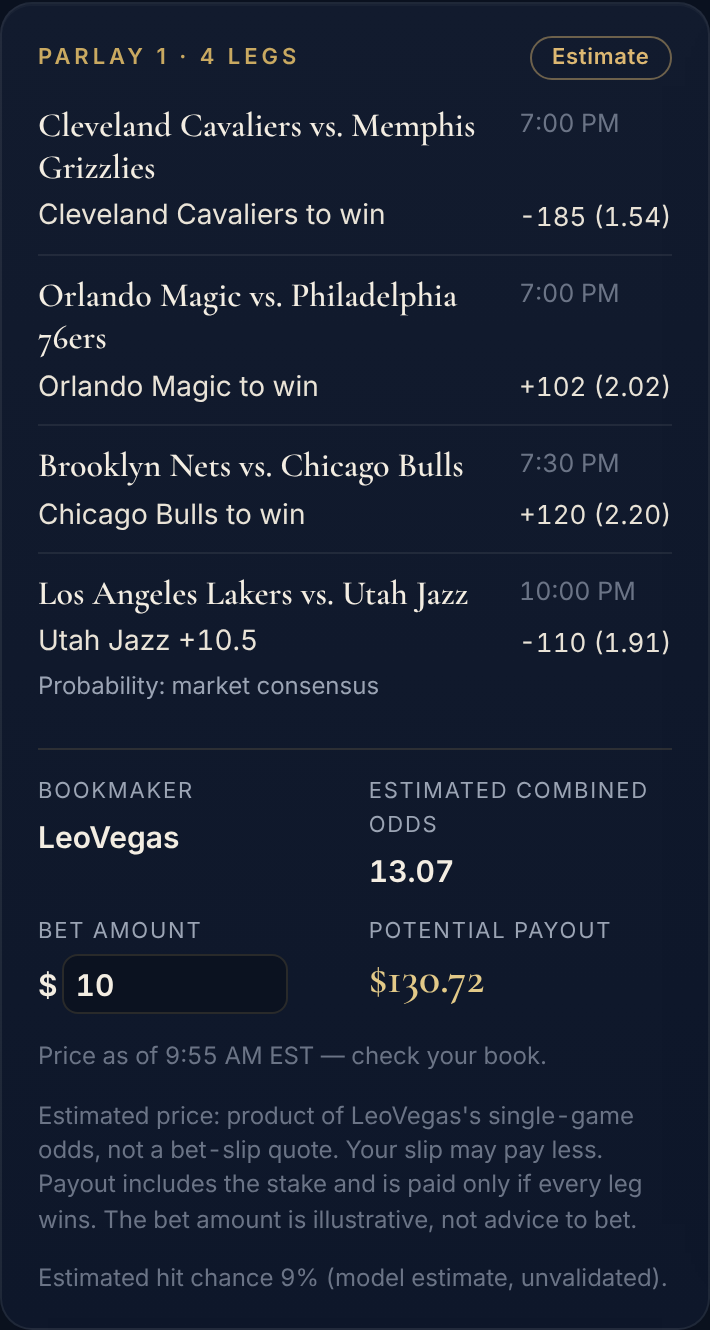 PARLAY 1 · 4 LEGS
Estimate
Cleveland Cavaliers vs. Memphis
Grizzlies
7:00 PM
Cleveland Cavaliers to win
-185 (1.54)
Orlando Magic vs. Philadelphia
76ers
7:00 PM
Orlando Magic to win
+102 (2.02)
Brooklyn Nets vs. Chicago Bulls
7:30 PM
Chicago Bulls to win
+120 (2.20)
Los Angeles Lakers vs. Utah Jazz
10:00 PM
Utah Jazz +10.5
-110 (1.91)
Probability: market consensus
BOOKMAKER
LeoVegas
ESTIMATED COMBINED
ODDS
13.07
BET AMOUNT
$ 10
POTENTIAL PAYOUT
$130.72
Price as of 9:55 AM EST — check your book.
Estimated price: product of LeoVegas's single-game
odds, not a bet-slip quote. Your slip may pay less.
Payout includes the stake and is paid only if every leg
wins. The bet amount is illustrative, not advice to bet.
Estimated hit chance 9% (model estimate, unvalidated).